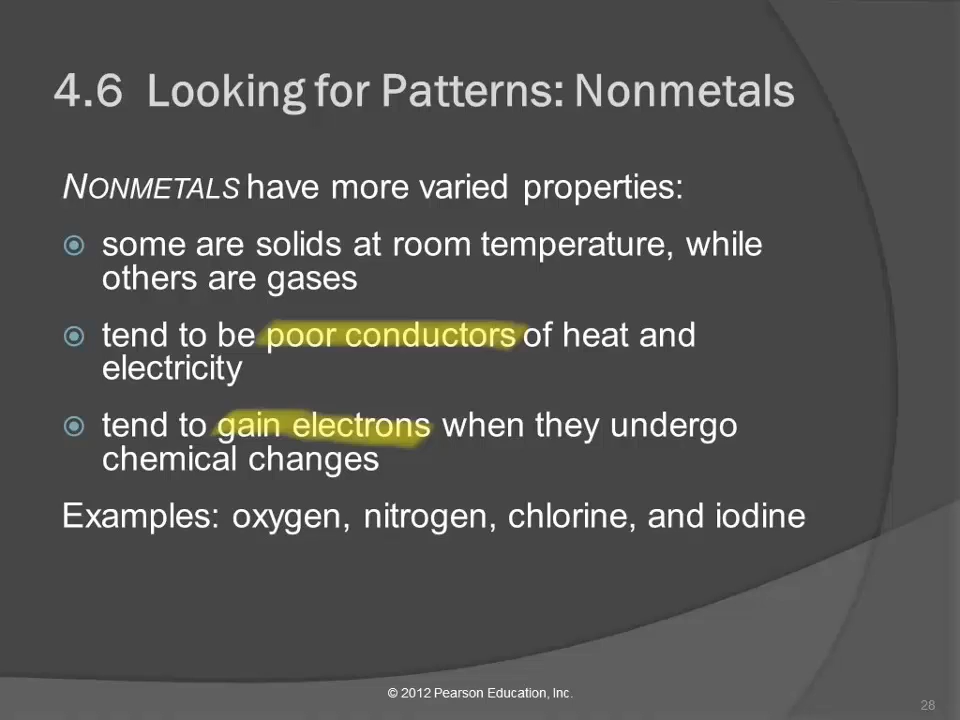 4.6 Looking for Patterns: Nonmetals
NONMETALS have more varied properties:
some are solids at room temperature, while
others are gases
tend to be poor conductors of heat and
electricity
tend to gain electrons when they undergo
chemical changes
Examples: oxygen, nitrogen, chlorine, and iodine
© 2012 Pearson Education, Inc.
28